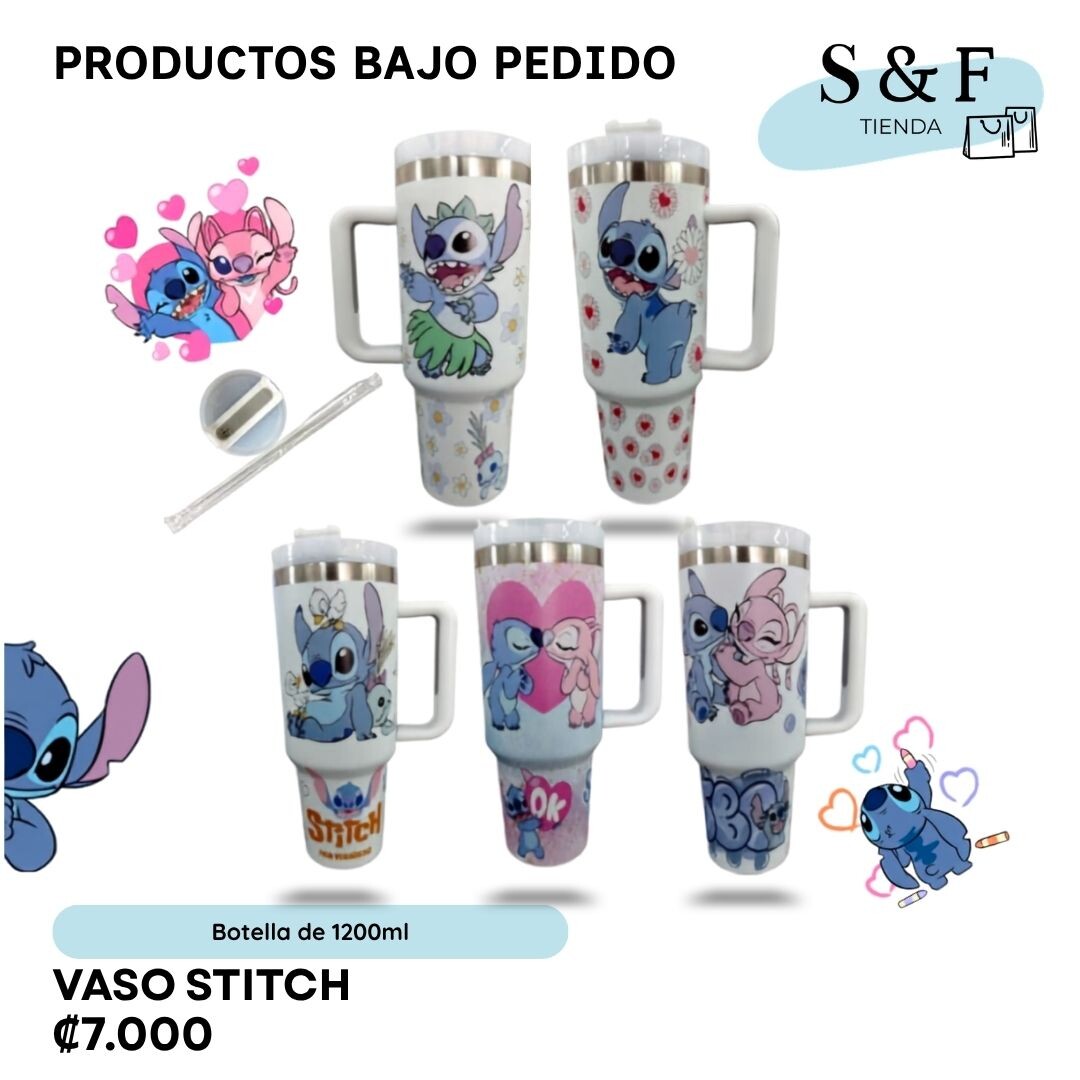 PRODUCTOS BAJO PEDIDO
S & F
TIENDA
STITCH
OK
Botella de 1200ml
VASO STITCH
₡7.000